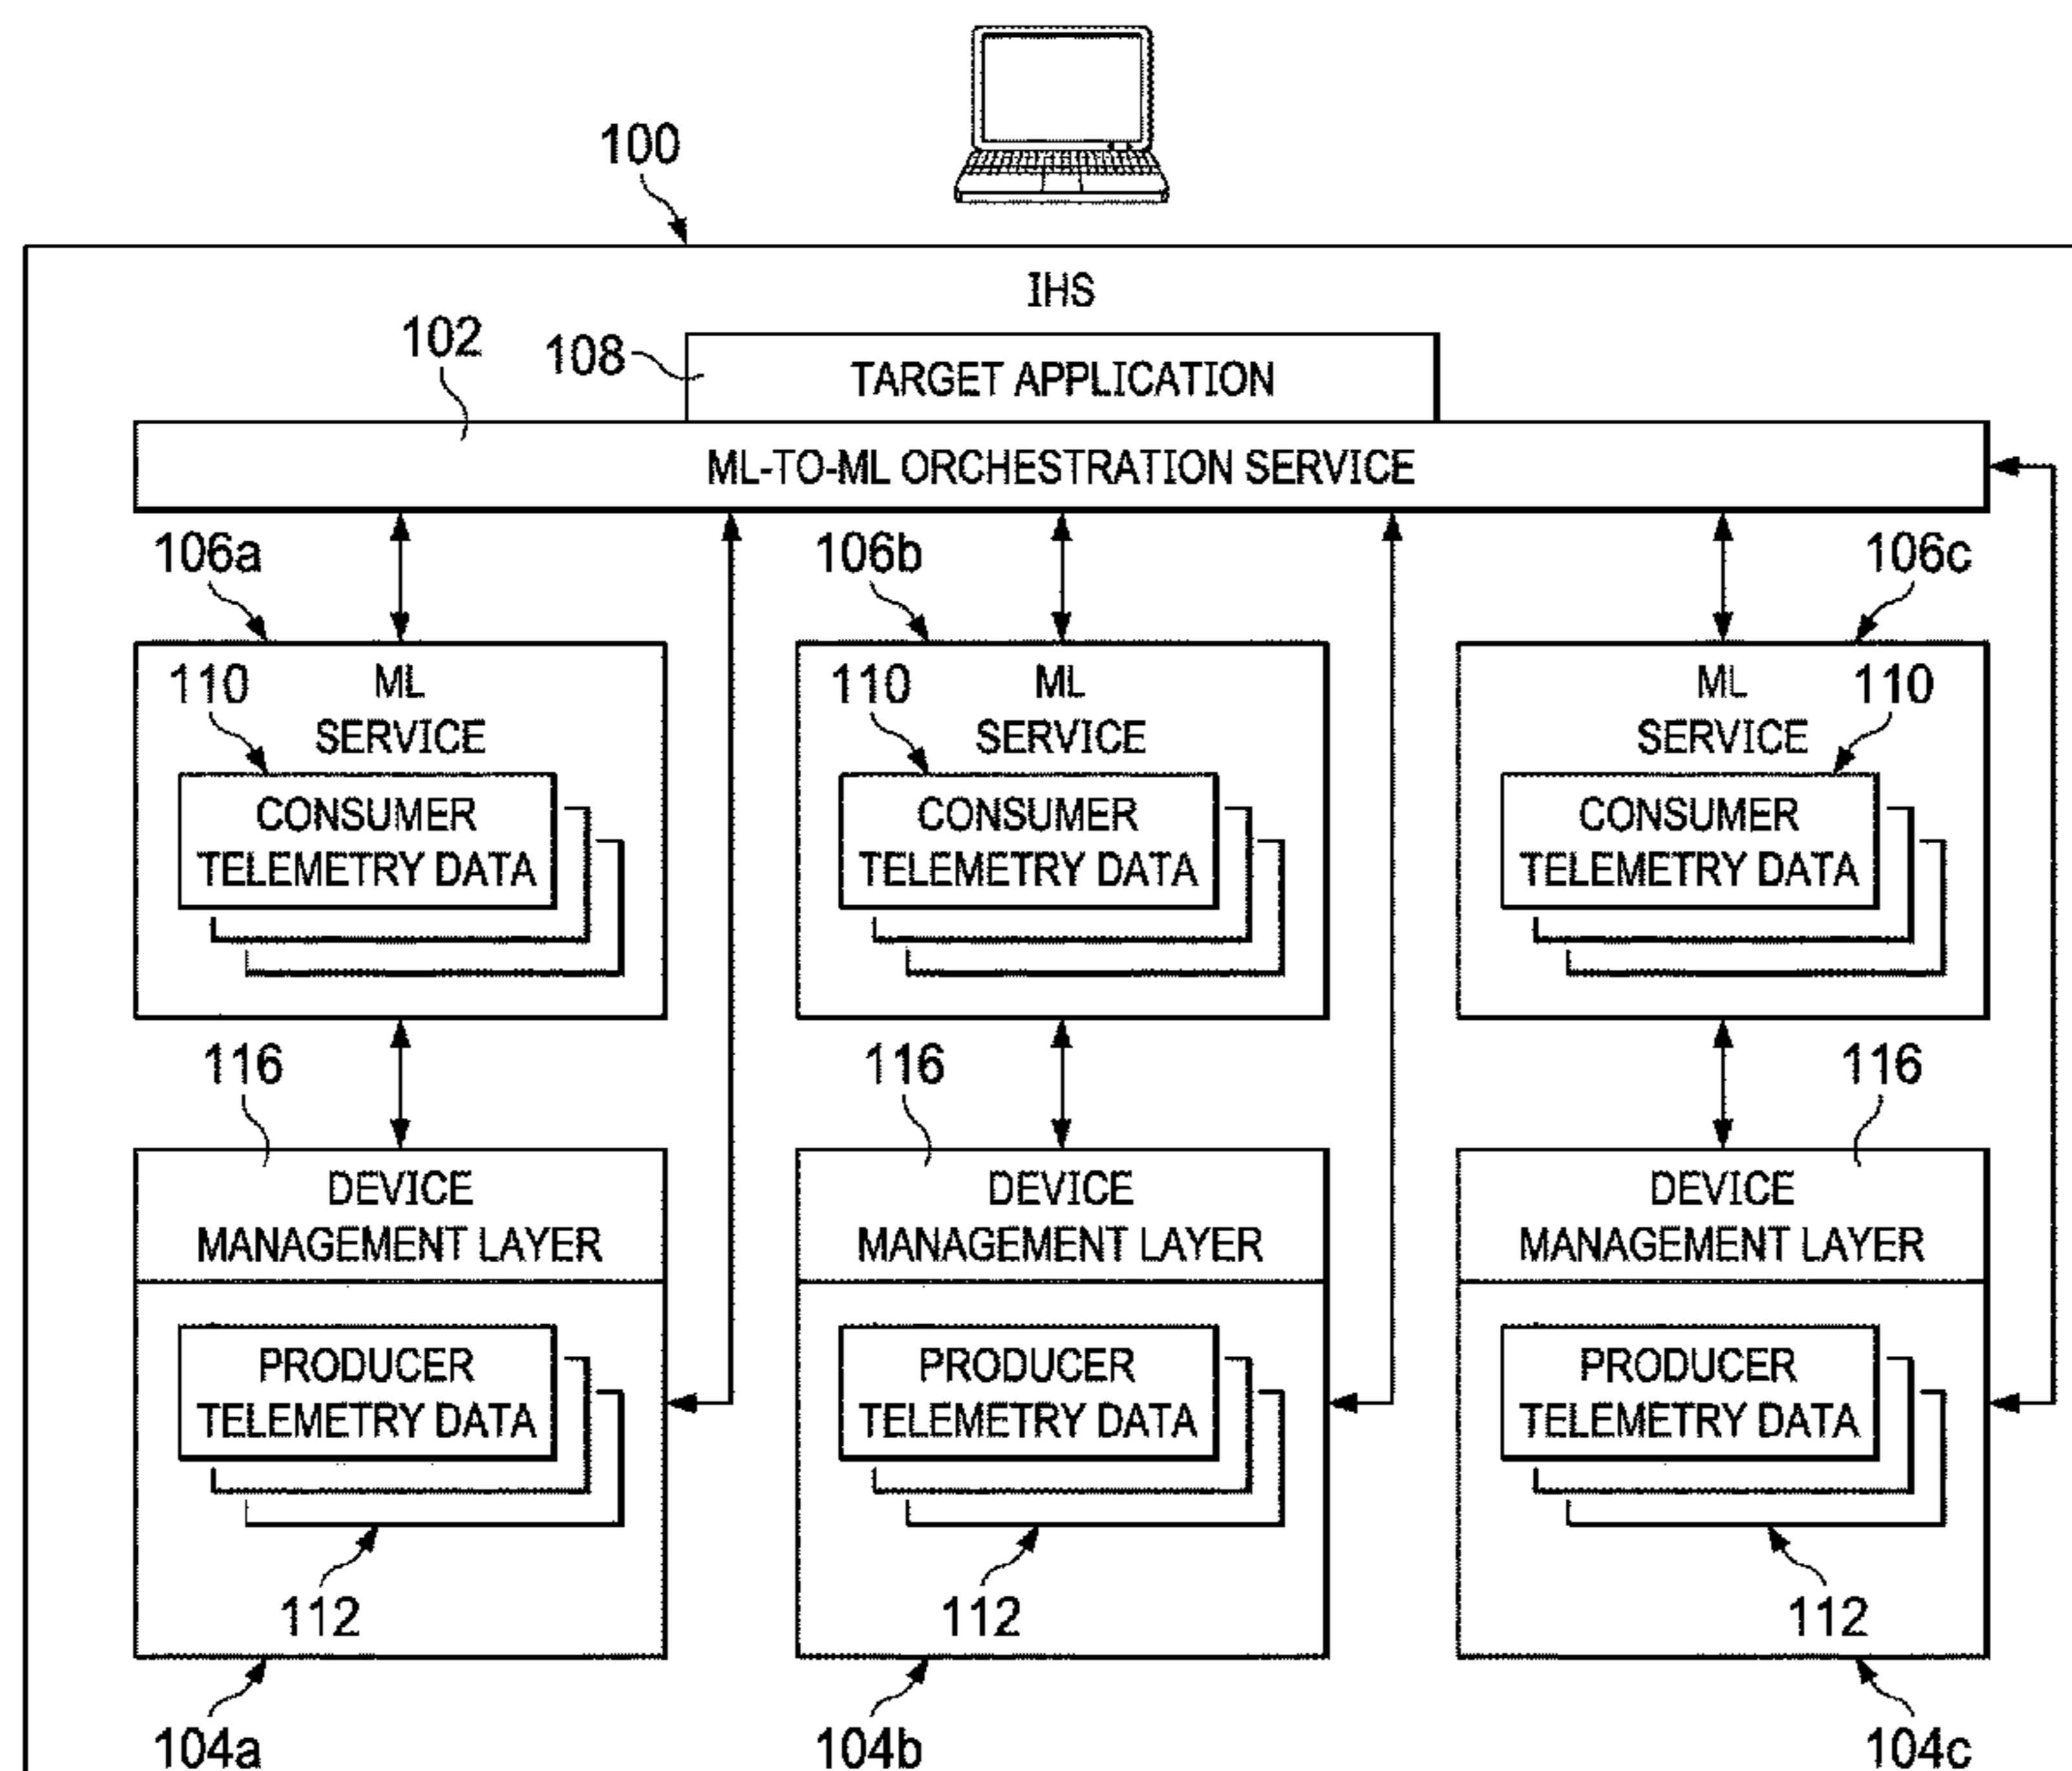 100
IHS
102
108
TARGET APPLICATION
ML-TO-ML ORCHESTRATION SERVICE
106a
106b
106c
110
ML
SERVICE
CONSUMER
TELEMETRY DATA
110
ML
SERVICE
CONSUMER
TELEMETRY DATA
ML
110
SERVICE
CONSUMER
TELEMETRY DATA
116
116
116
DEVICE
MANAGEMENT LAYER
PRODUCER
TELEMETRY DATA
112
DEVICE
MANAGEMENT LAYER
PRODUCER
TELEMETRY DATA
112
DEVICE
MANAGEMENT LAYER
PRODUCER
TELEMETRY DATA
112
104a
104b
104c